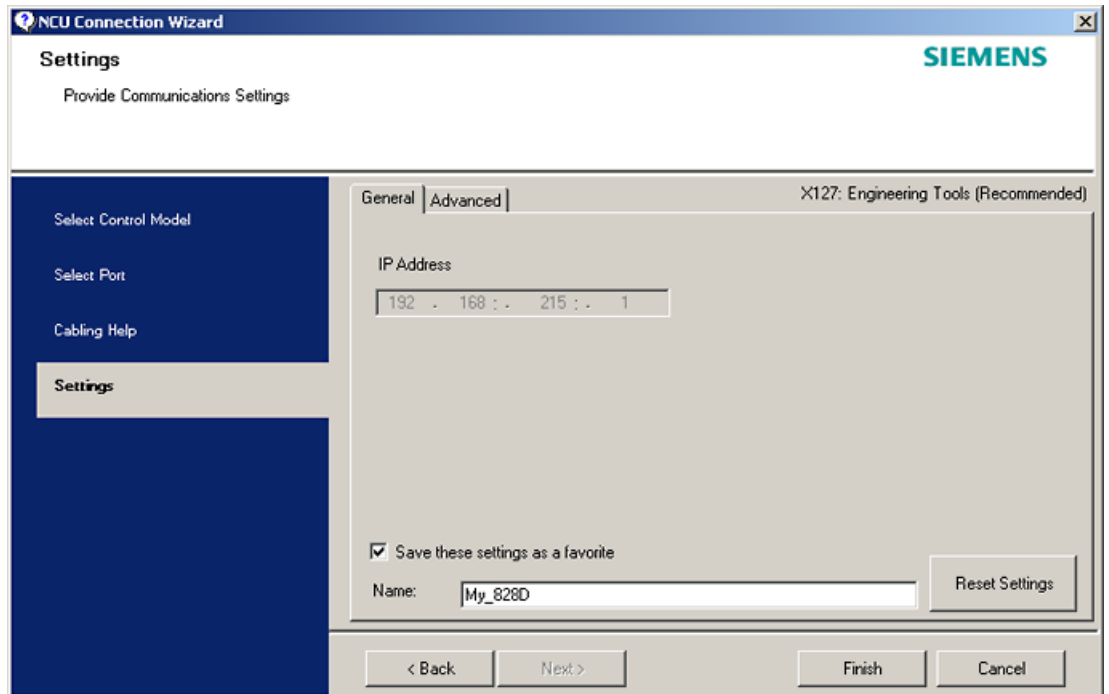 NCU Connection Wizard
Settings
SIEMENS
Provide Communications Settings
Select Control Model
Select Port
Cabling Help
Settings
General Advanced
X127: Engineering Tools (Recommended)
IP Address
192 . 168 : . 215 : . 1
Save these settings as a favorite
Name: My_828D
Reset Settings
< Back Next > Finish Cancel